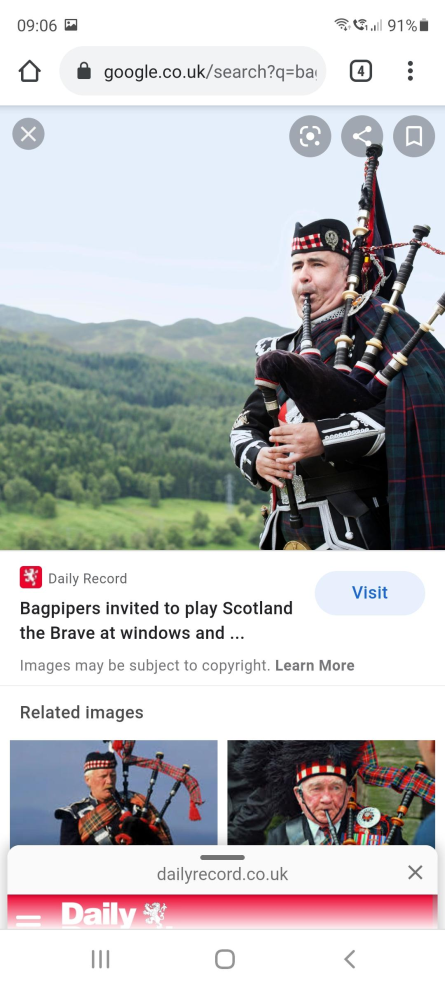 09:06
91%
google.co.uk/search?q=ba
4
Daily Record
Bagpipers invited to play Scotland
the Brave at windows and ...
Visit
Images may be subject to copyright. Learn More
Related images
dailyrecord.co.uk
Daily